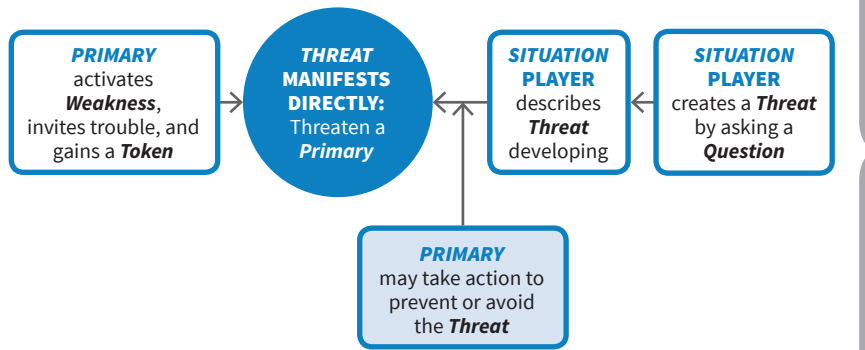 PRIMARY
activates
Weakness,
invites trouble, and
gains a Token
THREAT
MANIFESTS
DIRECTLY:
Threaten a
Primary
SITUATION
PLAYER
describes
Threat
developing
SITUATION
PLAYER
creates a Threat
by asking a
Question
PRIMARY
may take action to
prevent or avoid
the Threat